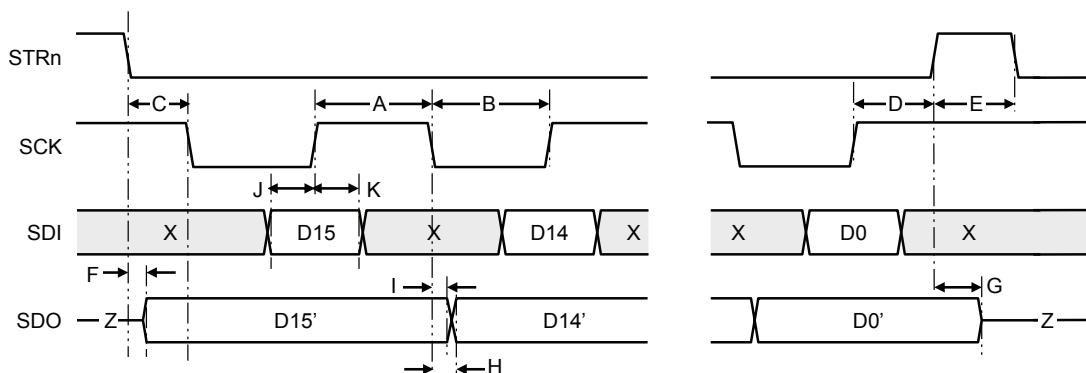 STRn
C A B D E
SCK
J K
SDI X D15 X D14 X X D0 X
F I G
SDO Z D15' D14' D0' Z
H